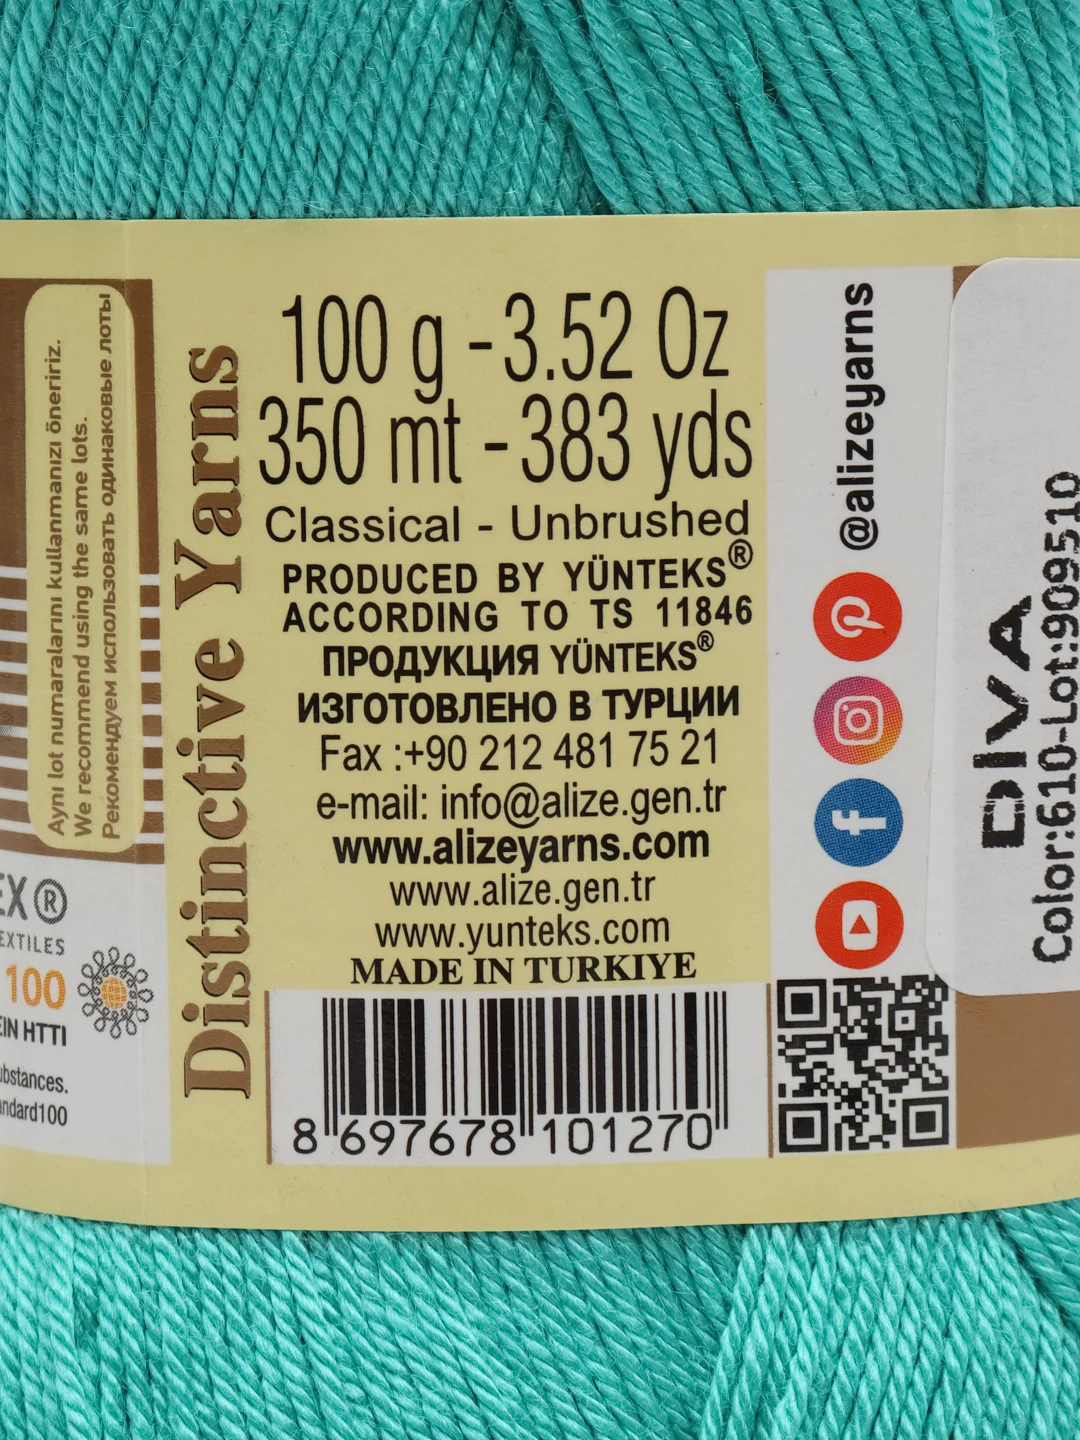 Aynı lot numaralarını kullanmanızı öneririz.
We recommend using the same lots.
Рекомендуем использовать одинаковые лоты
EX®
EXTILES
100
EIN HTTI
Distinctive Yarns
100 g - 3.52 Oz
350 mt - 383 yds
Classical - Unbrushed
PRODUCED BY YÜNTEKS®
ACCORDING TO TS 11846
ПРОДУКЦИЯ YÜNTEKS®
ИЗГОТОВЛЕНО В ТУРЦИИ
Fax :+90 212 481 75 21
e-mail: info@alize.gen.tr
www.alizeyarns.com
www.alize.gen.tr
www.yunteks.com
MADE IN TURKIYE
8 697678 101270
@alizeyarns
DIVA
Color:610-Lot:909510